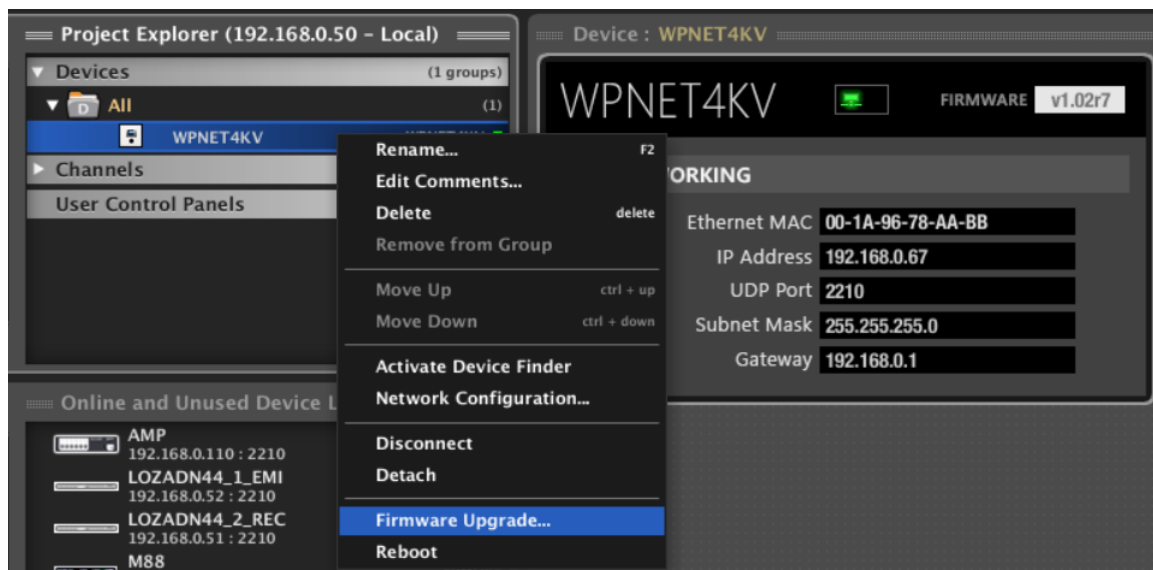 Project Explorer (192.168.0.50 – Local)
Devices (1 groups)
D All (1)
WPNET4KV
Channels
User Control Panels
Rename... F2
Edit Comments...
Delete delete
Remove from Group
Move Up ctrl + up
Move Down ctrl + down
Activate Device Finder
Network Configuration...
Disconnect
Detach
Firmware Upgrade...
Reboot
Online and Unused Device L
AMP
192.168.0.110 : 2210
LOZADN44_1_EMI
192.168.0.52 : 2210
LOZADN44_2_REC
192.168.0.51 : 2210
M88
Device : WPNET4KV
WPNET4KV FIRMWARE v1.02r7
ORKING
Ethernet MAC 00-1A-96-78-AA-BB
IP Address 192.168.0.67
UDP Port 2210
Subnet Mask 255.255.255.0
Gateway 192.168.0.1